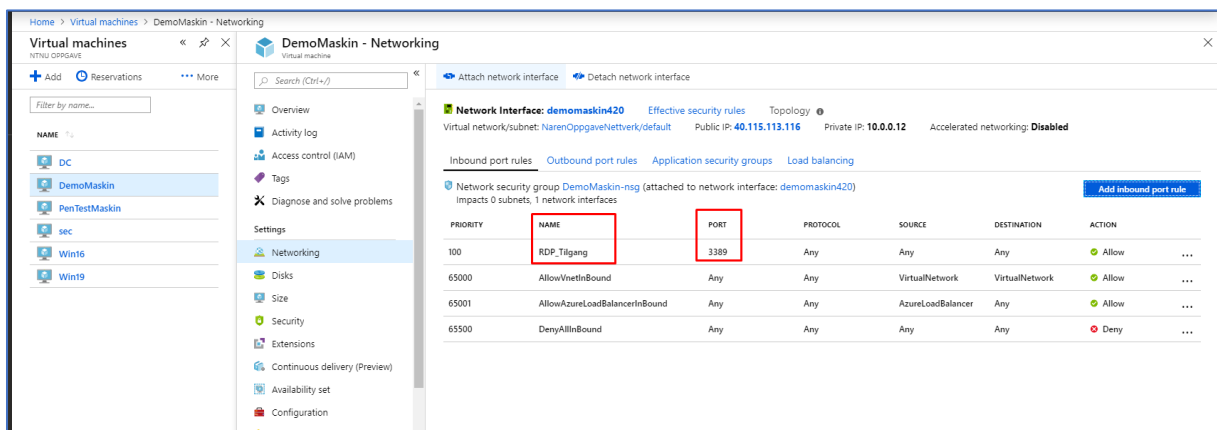 Home > Virtual machines > DemoMaskin - Networking
Virtual machines
NTNU OPPGAVE
Add Reservations ••• More
Filter by name...
NAME
DC
DemoMaskin
PenTestMaskin
sec
Win16
Win19
DemoMaskin - Networking
Virtual machine
Search (Ctrl+/)
Overview
Activity log
Access control (IAM)
Tags
Diagnose and solve problems
Settings
Networking
Disks
Size
Security
Extensions
Continuous delivery (Preview)
Availability set
Configuration
Attach network interface Detach network interface
Network Interface: demomaskin420 Effective security rules Topology
Virtual network/subnet: NarenOppgaveNettverk/default Public IP: 40.115.113.116 Private IP: 10.0.0.12 Accelerated networking: Disabled
Inbound port rules Outbound port rules Application security groups Load balancing
Network security group DemoMaskin-nsg (attached to network interface: demomaskin420)
Impacts 0 subnets, 1 network interfaces
Add inbound port rule
PRIORITY NAME PORT PROTOCOL SOURCE DESTINATION ACTION
100 RDP_Tilgang 3389 Any Any Any Allow ...
65000 AllowVnetInBound Any Any VirtualNetwork VirtualNetwork Allow ...
65001 AllowAzureLoadBalancerInBound Any Any AzureLoadBalancer Any Allow ...
65500 DenyAllInBound Any Any Any Any Deny ...